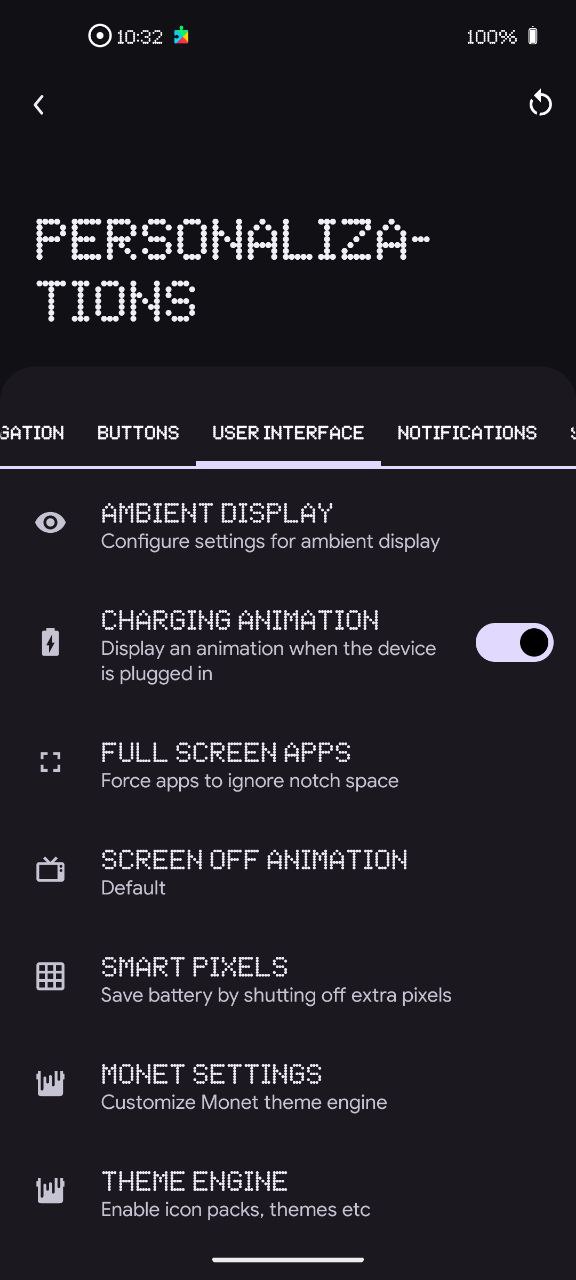 10:32
100%
PERSONALIZA-
TIONS
GATION BUTTONS USER INTERFACE NOTIFICATIONS
AMBIENT DISPLAY
Configure settings for ambient display
CHARGING ANIMATION
Display an animation when the device
is plugged in
FULL SCREEN APPS
Force apps to ignore notch space
SCREEN OFF ANIMATION
Default
SMART PIXELS
Save battery by shutting off extra pixels
MONET SETTINGS
Customize Monet theme engine
THEME ENGINE
Enable icon packs, themes etc